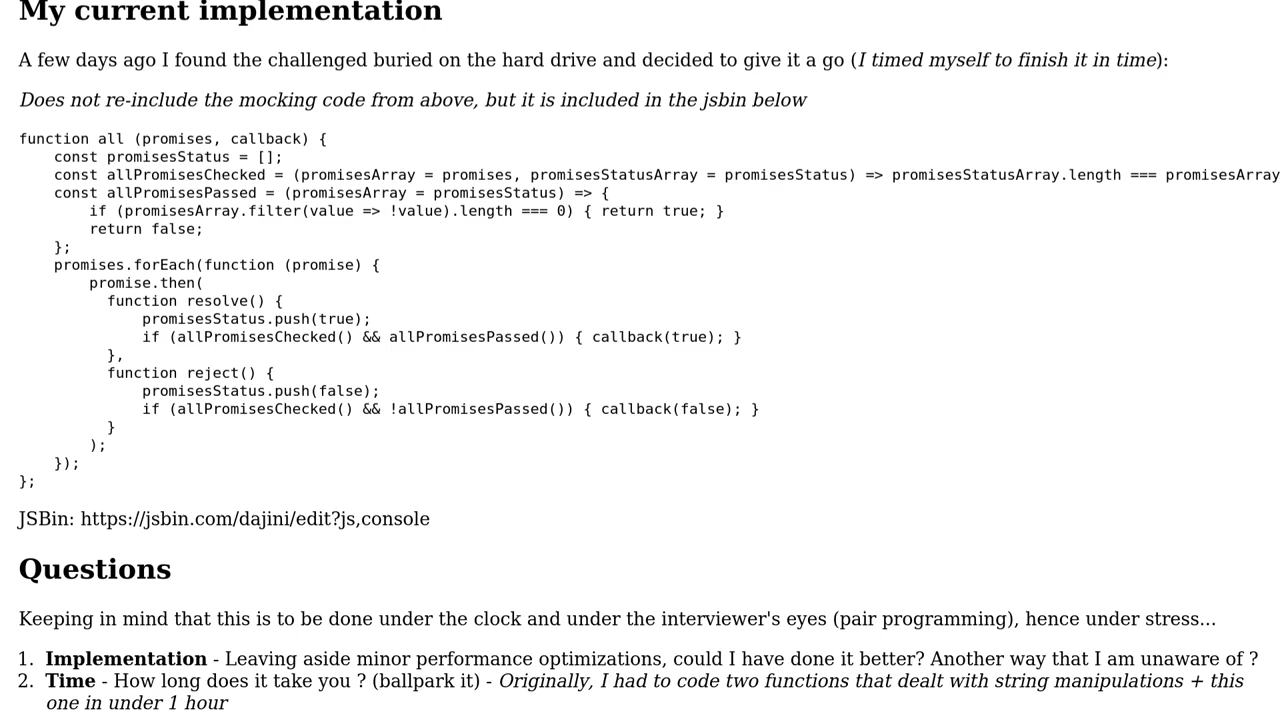 My current implementation
A few days ago I found the challenged buried on the hard drive and decided to give it a go (I timed myself to finish it in time):
Does not re-include the mocking code from above, but it is included in the jsbin below
function all (promises, callback) {
    const promisesStatus = [];
    const allPromisesChecked = (promisesArray = promises, promisesStatusArray = promisesStatus) => promisesStatusArray.length === promisesArray
    const allPromisesPassed = (promisesArray = promisesStatus) => {
        if (promisesArray.filter(value => !value).length === 0) { return true; }
        return false;
    };
    promises.forEach(function (promise) {
        promise.then(
          function resolve() {
              promisesStatus.push(true);
              if (allPromisesChecked() && allPromisesPassed()) { callback(true); }
          },
          function reject() {
              promisesStatus.push(false);
              if (allPromisesChecked() && !allPromisesPassed()) { callback(false); }
          }
        );
    });
};
JSBin: https://jsbin.com/dajini/edit?js,console
Questions
Keeping in mind that this is to be done under the clock and under the interviewer's eyes (pair programming), hence under stress...
1. Implementation - Leaving aside minor performance optimizations, could I have done it better? Another way that I am unaware of ?
2. Time - How long does it take you ? (ballpark it) - Originally, I had to code two functions that dealt with string manipulations + this
one in under 1 hour